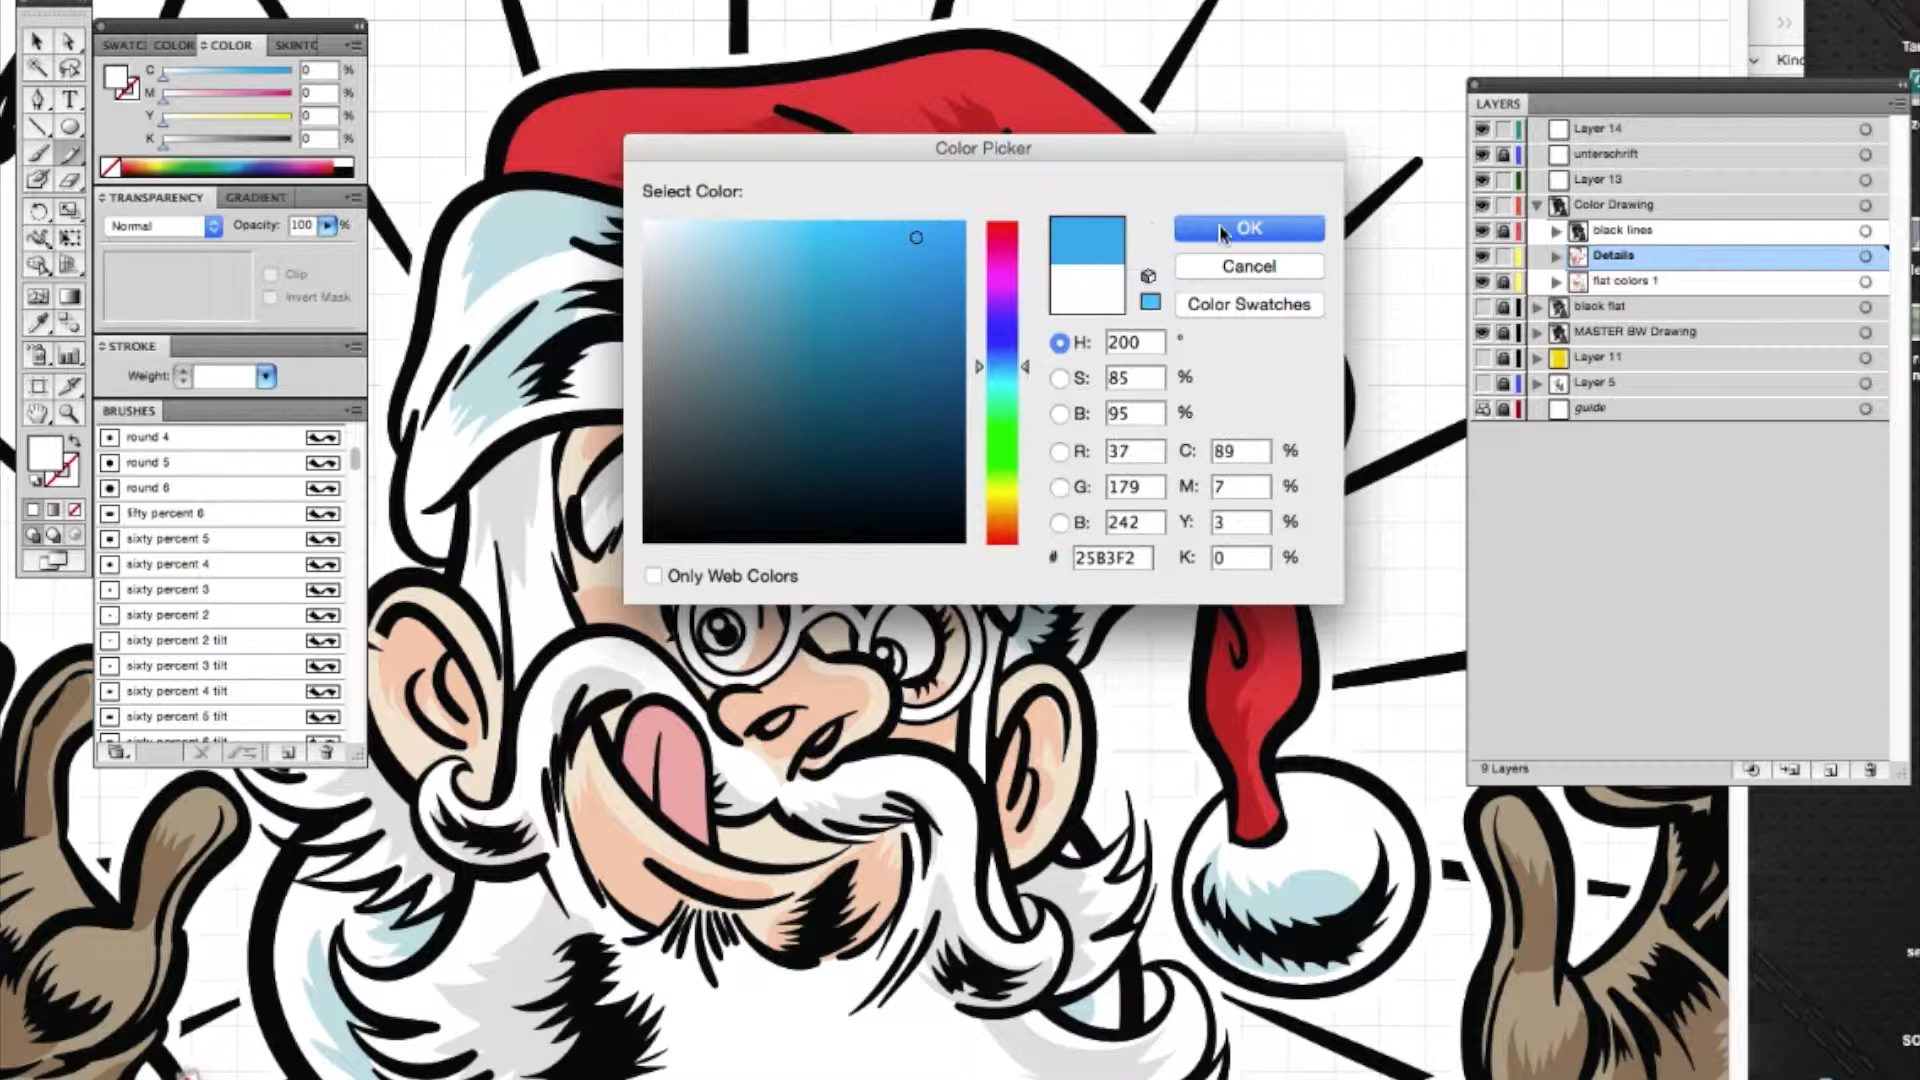 SWATC COLOR COLOR SKINTO
C 0 %
M 0 %
Y 0 %
K 0 %
TRANSPARENCY GRADIENT
Normal Opacity: 100 %
Clip
Invert Mask
STROKE
Weight:
BRUSHES
round 4
round 5
round 6
fifty percent 6
sixty percent 5
sixty percent 4
sixty percent 3
sixty percent 2
sixty percent 2 tilt
sixty percent 3 tilt
sixty percent 4 tilt
sixty percent 5 tilt
sixty percent 6 tilt
Color Picker
Select Color:
OK
Cancel
Color Swatches
H: 200 °
S: 85 %
B: 95 %
R: 37 C: 89 %
G: 179 M: 7 %
B: 242 Y: 3 %
# 25B3F2 K: 0 %
Only Web Colors
Kind
LAYERS
Layer 14
unterschrift
Layer 13
Color Drawing
black lines
Details
flat colors 1
black flat
MASTER BW Drawing
Layer 11
Layer 5
guide
9 Layers